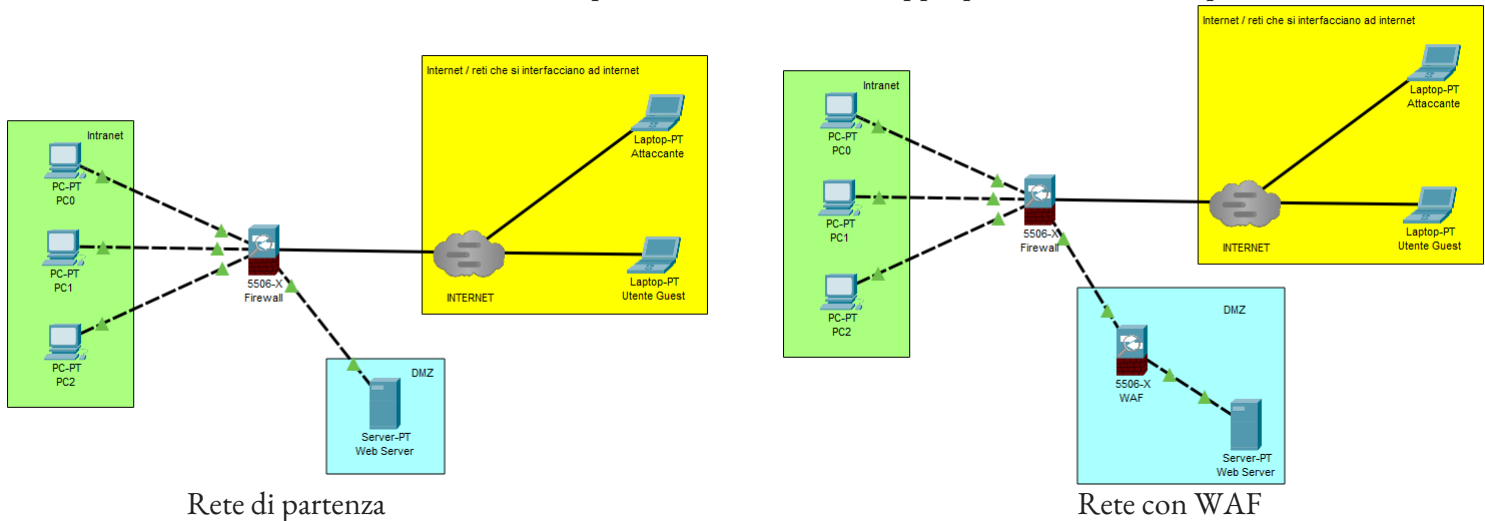 Internet / reti che si interfacciano ad internet
Intranet
PC-PT
PC0
PC-PT
PC1
PC-PT
PC2
5506-X
Firewall
INTERNET
Laptop-PT
Attaccante
Laptop-PT
Utente Guest
DMZ
Server-PT
Web Server
Rete di partenza
Internet / reti che si interfacciano ad internet
Intranet
PC-PT
PC0
PC-PT
PC1
PC-PT
PC2
5506-X
Firewall
INTERNET
Laptop-PT
Attaccante
Laptop-PT
Utente Guest
DMZ
5506-X
WAF
Server-PT
Web Server
Rete con WAF